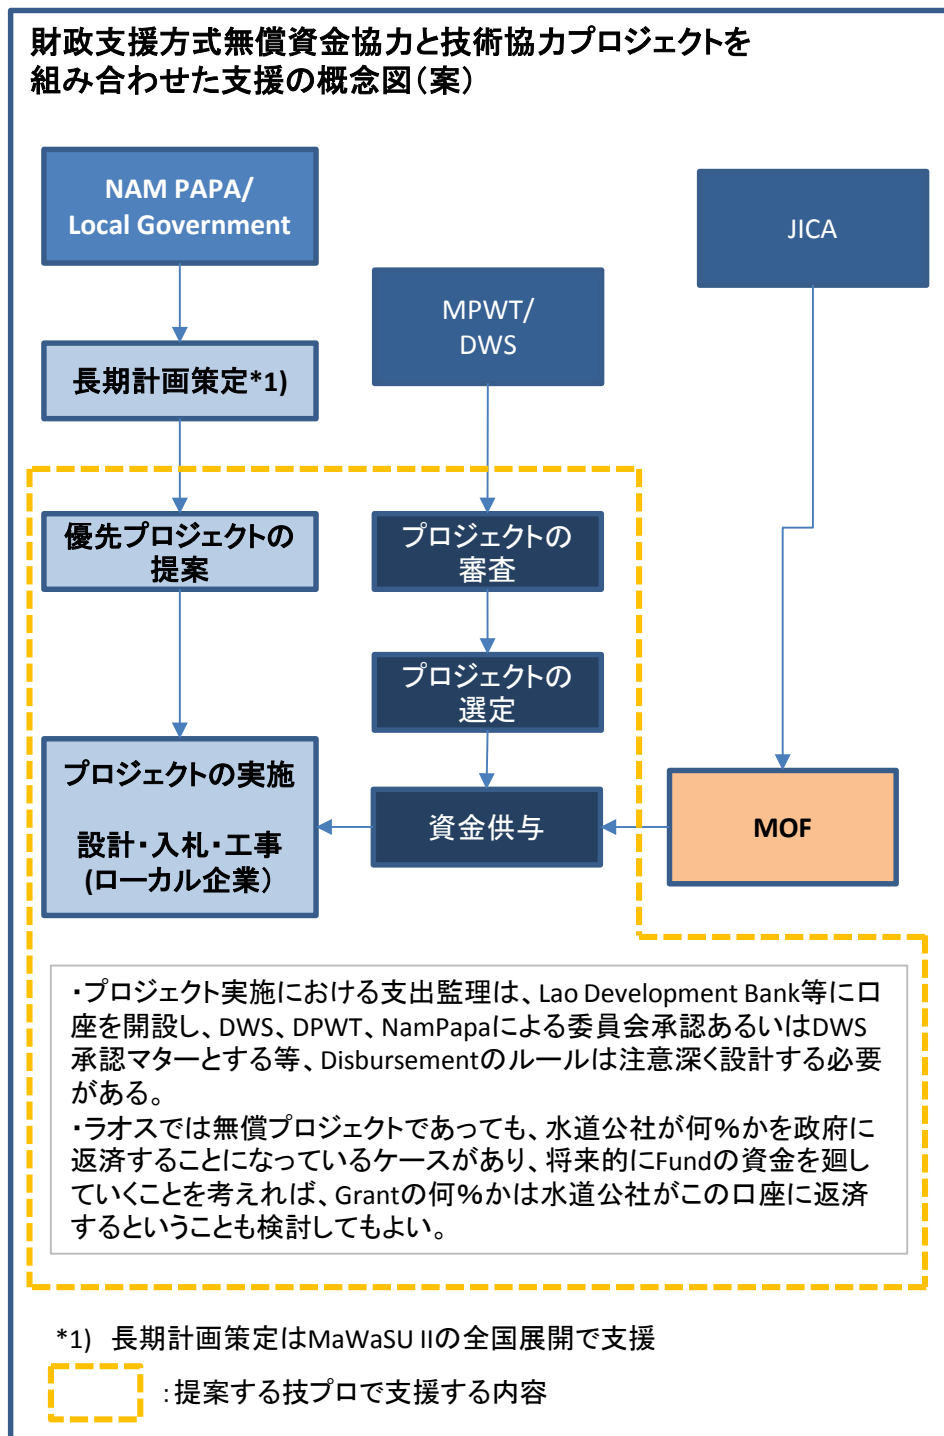 財政支援方式無償資金協力と技術協力プロジェクトを
組み合わせた支援の概念図(案)
NAM PAPA/
Local Government
JICA
MPWT/
DWS
長期計画策定*1)
優先プロジェクトの
提案
プロジェクトの
審査
プロジェクトの
選定
プロジェクトの実施
設計・入札・工事
(ローカル企業)
資金供与
MOF
・プロジェクト実施における支出監理は、Lao Development Bank等に口
座を開設し、DWS、DPWT、NamPapaによる委員会承認あるいはDWS
承認マターとする等、Disbursementのルールは注意深く設計する必要
がある。
・ラオスでは無償プロジェクトであっても、水道公社が何%かを政府に
返済することになっているケースがあり、将来的にFundの資金を廻し
ていくことを考えれば、Grantの何%かは水道公社がこの口座に返済
するということも検討してもよい。
*1) 長期計画策定はMaWaSU IIの全国展開で支援
:提案する技プロで支援する内容